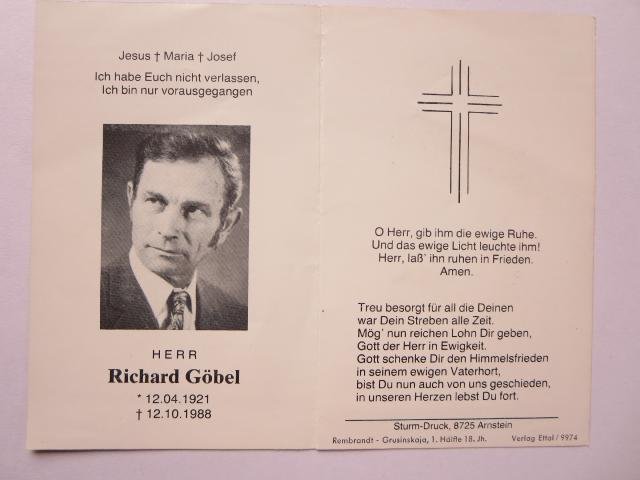 Jesus † Maria † Josef
Ich habe Euch nicht verlassen,
Ich bin nur vorausgegangen
HERR
Richard Göbel
* 12.04.1921
† 12.10.1988
O Herr, gib ihm die ewige Ruhe.
Und das ewige Licht leuchte ihm!
Herr, laß' ihn ruhen in Frieden.
Amen.
Treu besorgt für all die Deinen
war Dein Streben alle Zeit.
Mög' nun reichen Lohn Dir geben,
Gott der Herr in Ewigkeit.
Gott schenke Dir den Himmelsfrieden
in seinem ewigen Vaterhort,
bist Du nun auch von uns geschieden,
in unseren Herzen lebst Du fort.
Sturm-Druck, 8725 Arnstein
Rembrandt - Grusinskaja, 1. Hälfte 18. Jh. Verlag Ettal / 9974